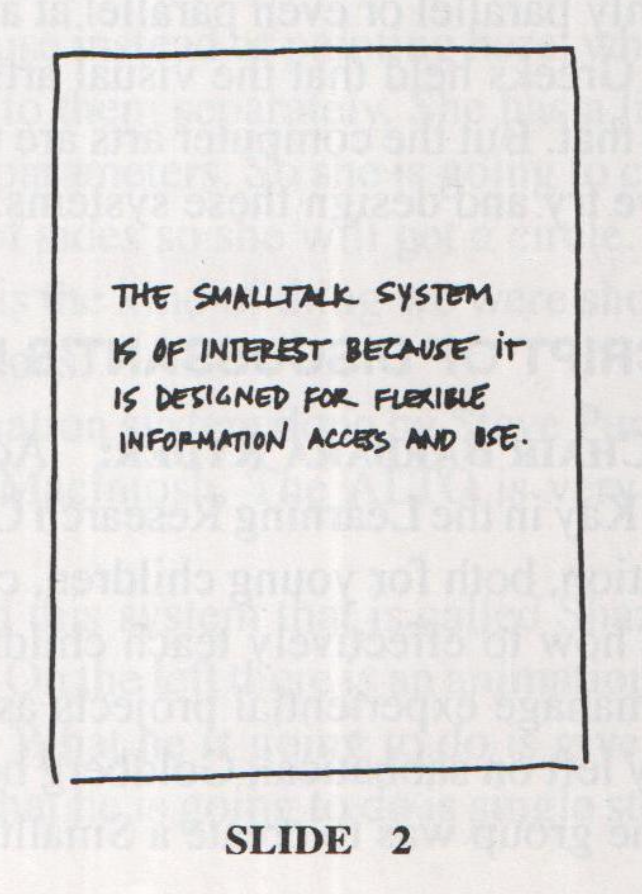 THE SMALLTALK SYSTEM
IS OF INTEREST BECAUSE IT
IS DESIGNED FOR FLEXIBLE
INFORMATION ACCESS AND USE.
SLIDE 2